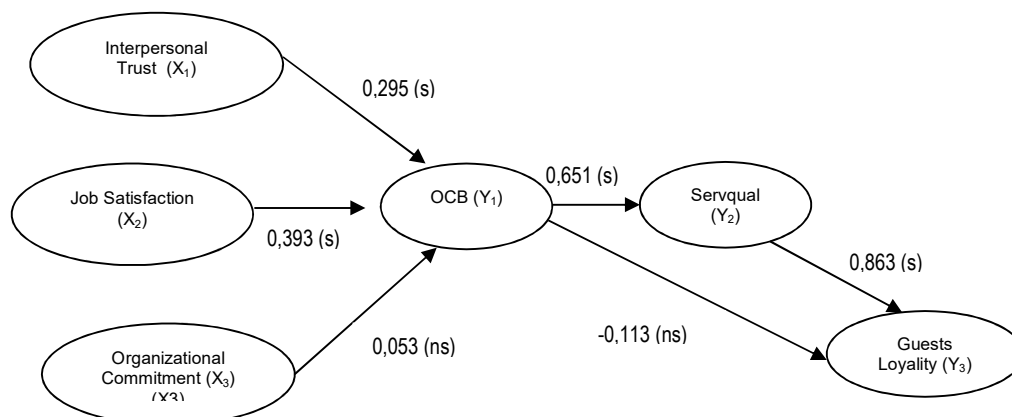 Interpersonal
Trust (X₁)
0,295 (s)
Job Satisfaction
(X₂)
0,393 (s)
OCB (Y₁)
0,651 (s)
Servqual
(Y₂)
0,863 (s)
Organizational
Commitment (X₃)
(X3)
0,053 (ns)
-0,113 (ns)
Guests
Loyality (Y₃)